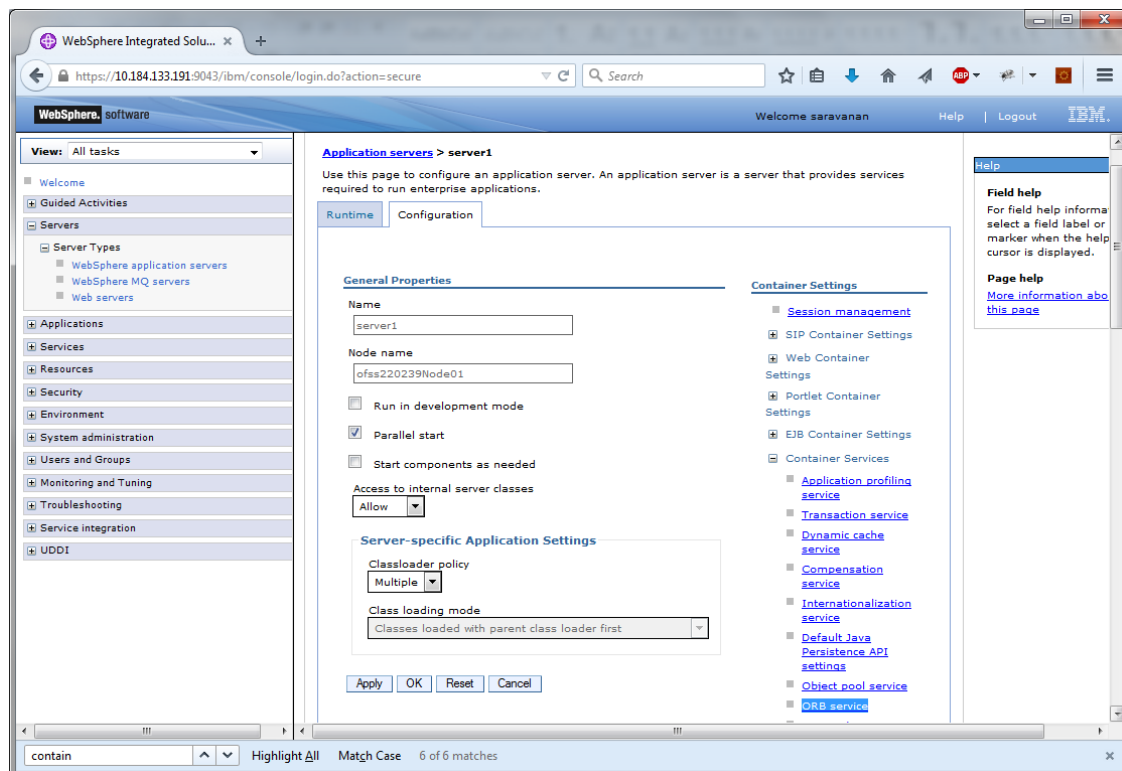 WebSphere Integrated Solu...
https://10.184.133.191:9043/ibm/console/login.do?action=secure
Search
ABP
WebSphere. software
Welcome saravanan
Help | Logout
IBM.
View: All tasks
Welcome
Guided Activities
Servers
Server Types
WebSphere application servers
WebSphere MQ servers
Web servers
Applications
Services
Resources
Security
Environment
System administration
Users and Groups
Monitoring and Tuning
Troubleshooting
Service integration
UDDI
Application servers > server1
Use this page to configure an application server. An application server is a server that provides services
required to run enterprise applications.
Runtime
Configuration
General Properties
Name
server1
Node name
ofss220239Node01
Run in development mode
Parallel start
Start components as needed
Access to internal server classes
Allow
Server-specific Application Settings
Classloader policy
Multiple
Class loading mode
Classes loaded with parent class loader first
Apply
OK
Reset
Cancel
Container Settings
Session management
SIP Container Settings
Web Container
Settings
Portlet Container
Settings
EJB Container Settings
Container Services
Application profiling
service
Transaction service
Dynamic cache
service
Compensation
service
Internationalization
service
Default Java
Persistence API
settings
Object pool service
ORB service
Help
Field help
For field help informa
select a field label or
marker when the help
cursor is displayed.
Page help
More information abo
this page
contain
Highlight All
Match Case
6 of 6 matches